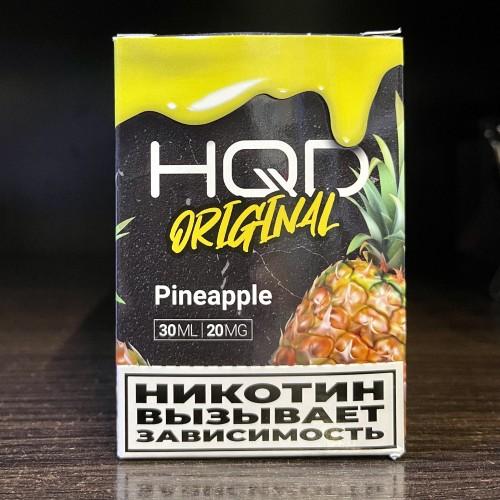 HQD
ORIGINAL
Pineapple
30ML | 20MG
НИКОТИН
ВЫЗЫВАЕТ
ЗАВИСИМОСТЬ